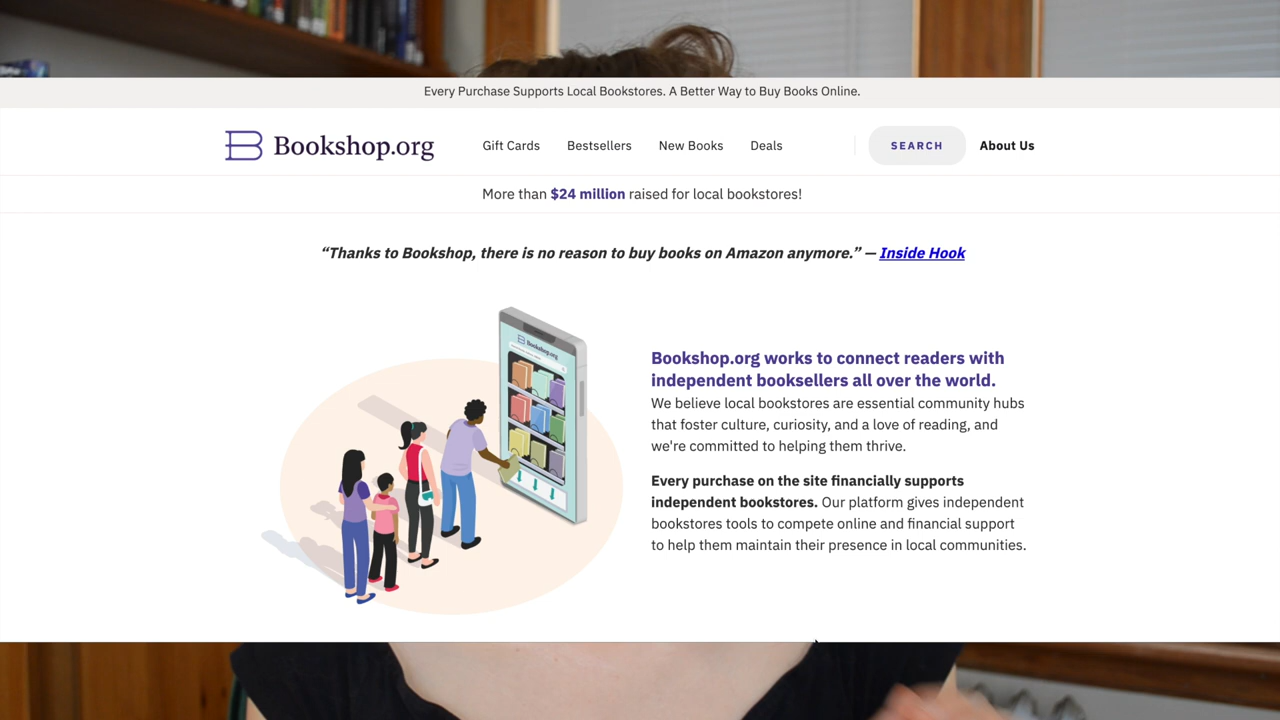 Every Purchase Supports Local Bookstores. A Better Way to Buy Books Online.
Bookshop.org
Gift Cards
Bestsellers
New Books
Deals
SEARCH
About Us
More than $24 million raised for local bookstores!
“Thanks to Bookshop, there is no reason to buy books on Amazon anymore.” — Inside Hook
Bookshop.org
Bookshop.org works to connect readers with
independent booksellers all over the world.
We believe local bookstores are essential community hubs
that foster culture, curiosity, and a love of reading, and
we're committed to helping them thrive.
Every purchase on the site financially supports
independent bookstores. Our platform gives independent
bookstores tools to compete online and financial support
to help them maintain their presence in local communities.